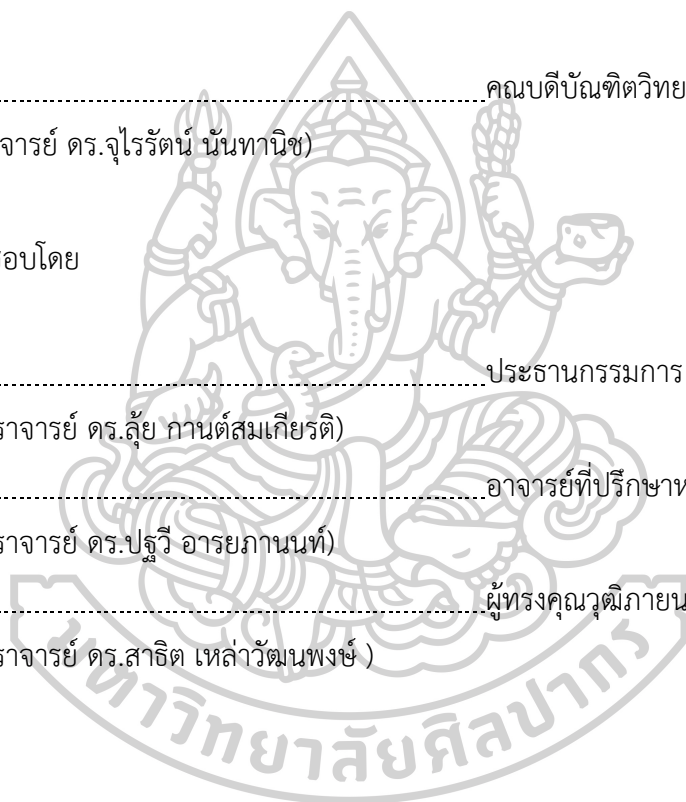 คณบดีบัณฑิตวิทย
จารย์ ดร.จุไรรัตน์ นันทานิช)
สอบโดย
ประธานกรรมการ
ราจารย์ ดร.ลุ้ย กานต์สมเกียรติ)
อาจารย์ที่ปรึกษาห
ราจารย์ ดร.ปฐวี อารยภานนท์)
ผู้ทรงคุณวุฒิภายน
ราจารย์ ดร.สาธิต เหล่าวัฒนพงษ์ )
มหาวิทยาลัยศิลปากร